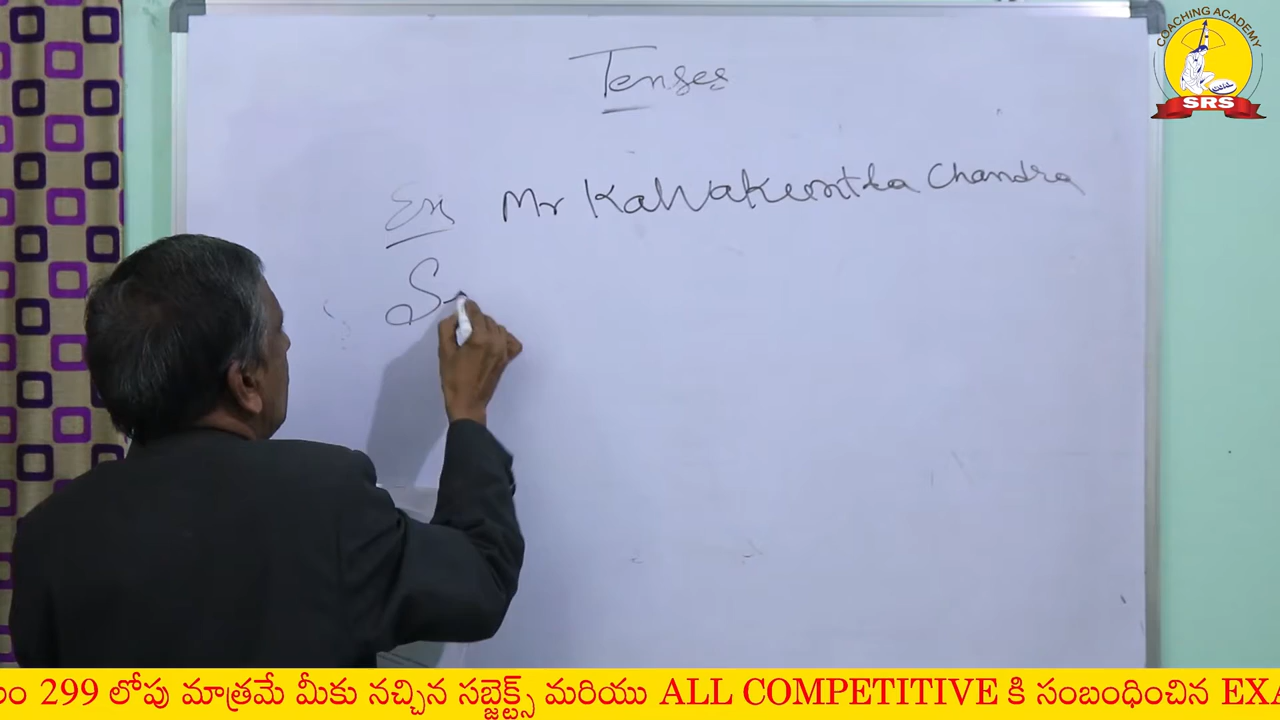 COACHING ACADEMY
SRS
Tenses
Ex Mr Kalvakuntla Chandra
S
299 లోపు మాత్రమే మీకు నచ్చిన సబ్జెక్ట్స్ మరియు ALL COMPETITIVE కి సంబంధించిన EXA